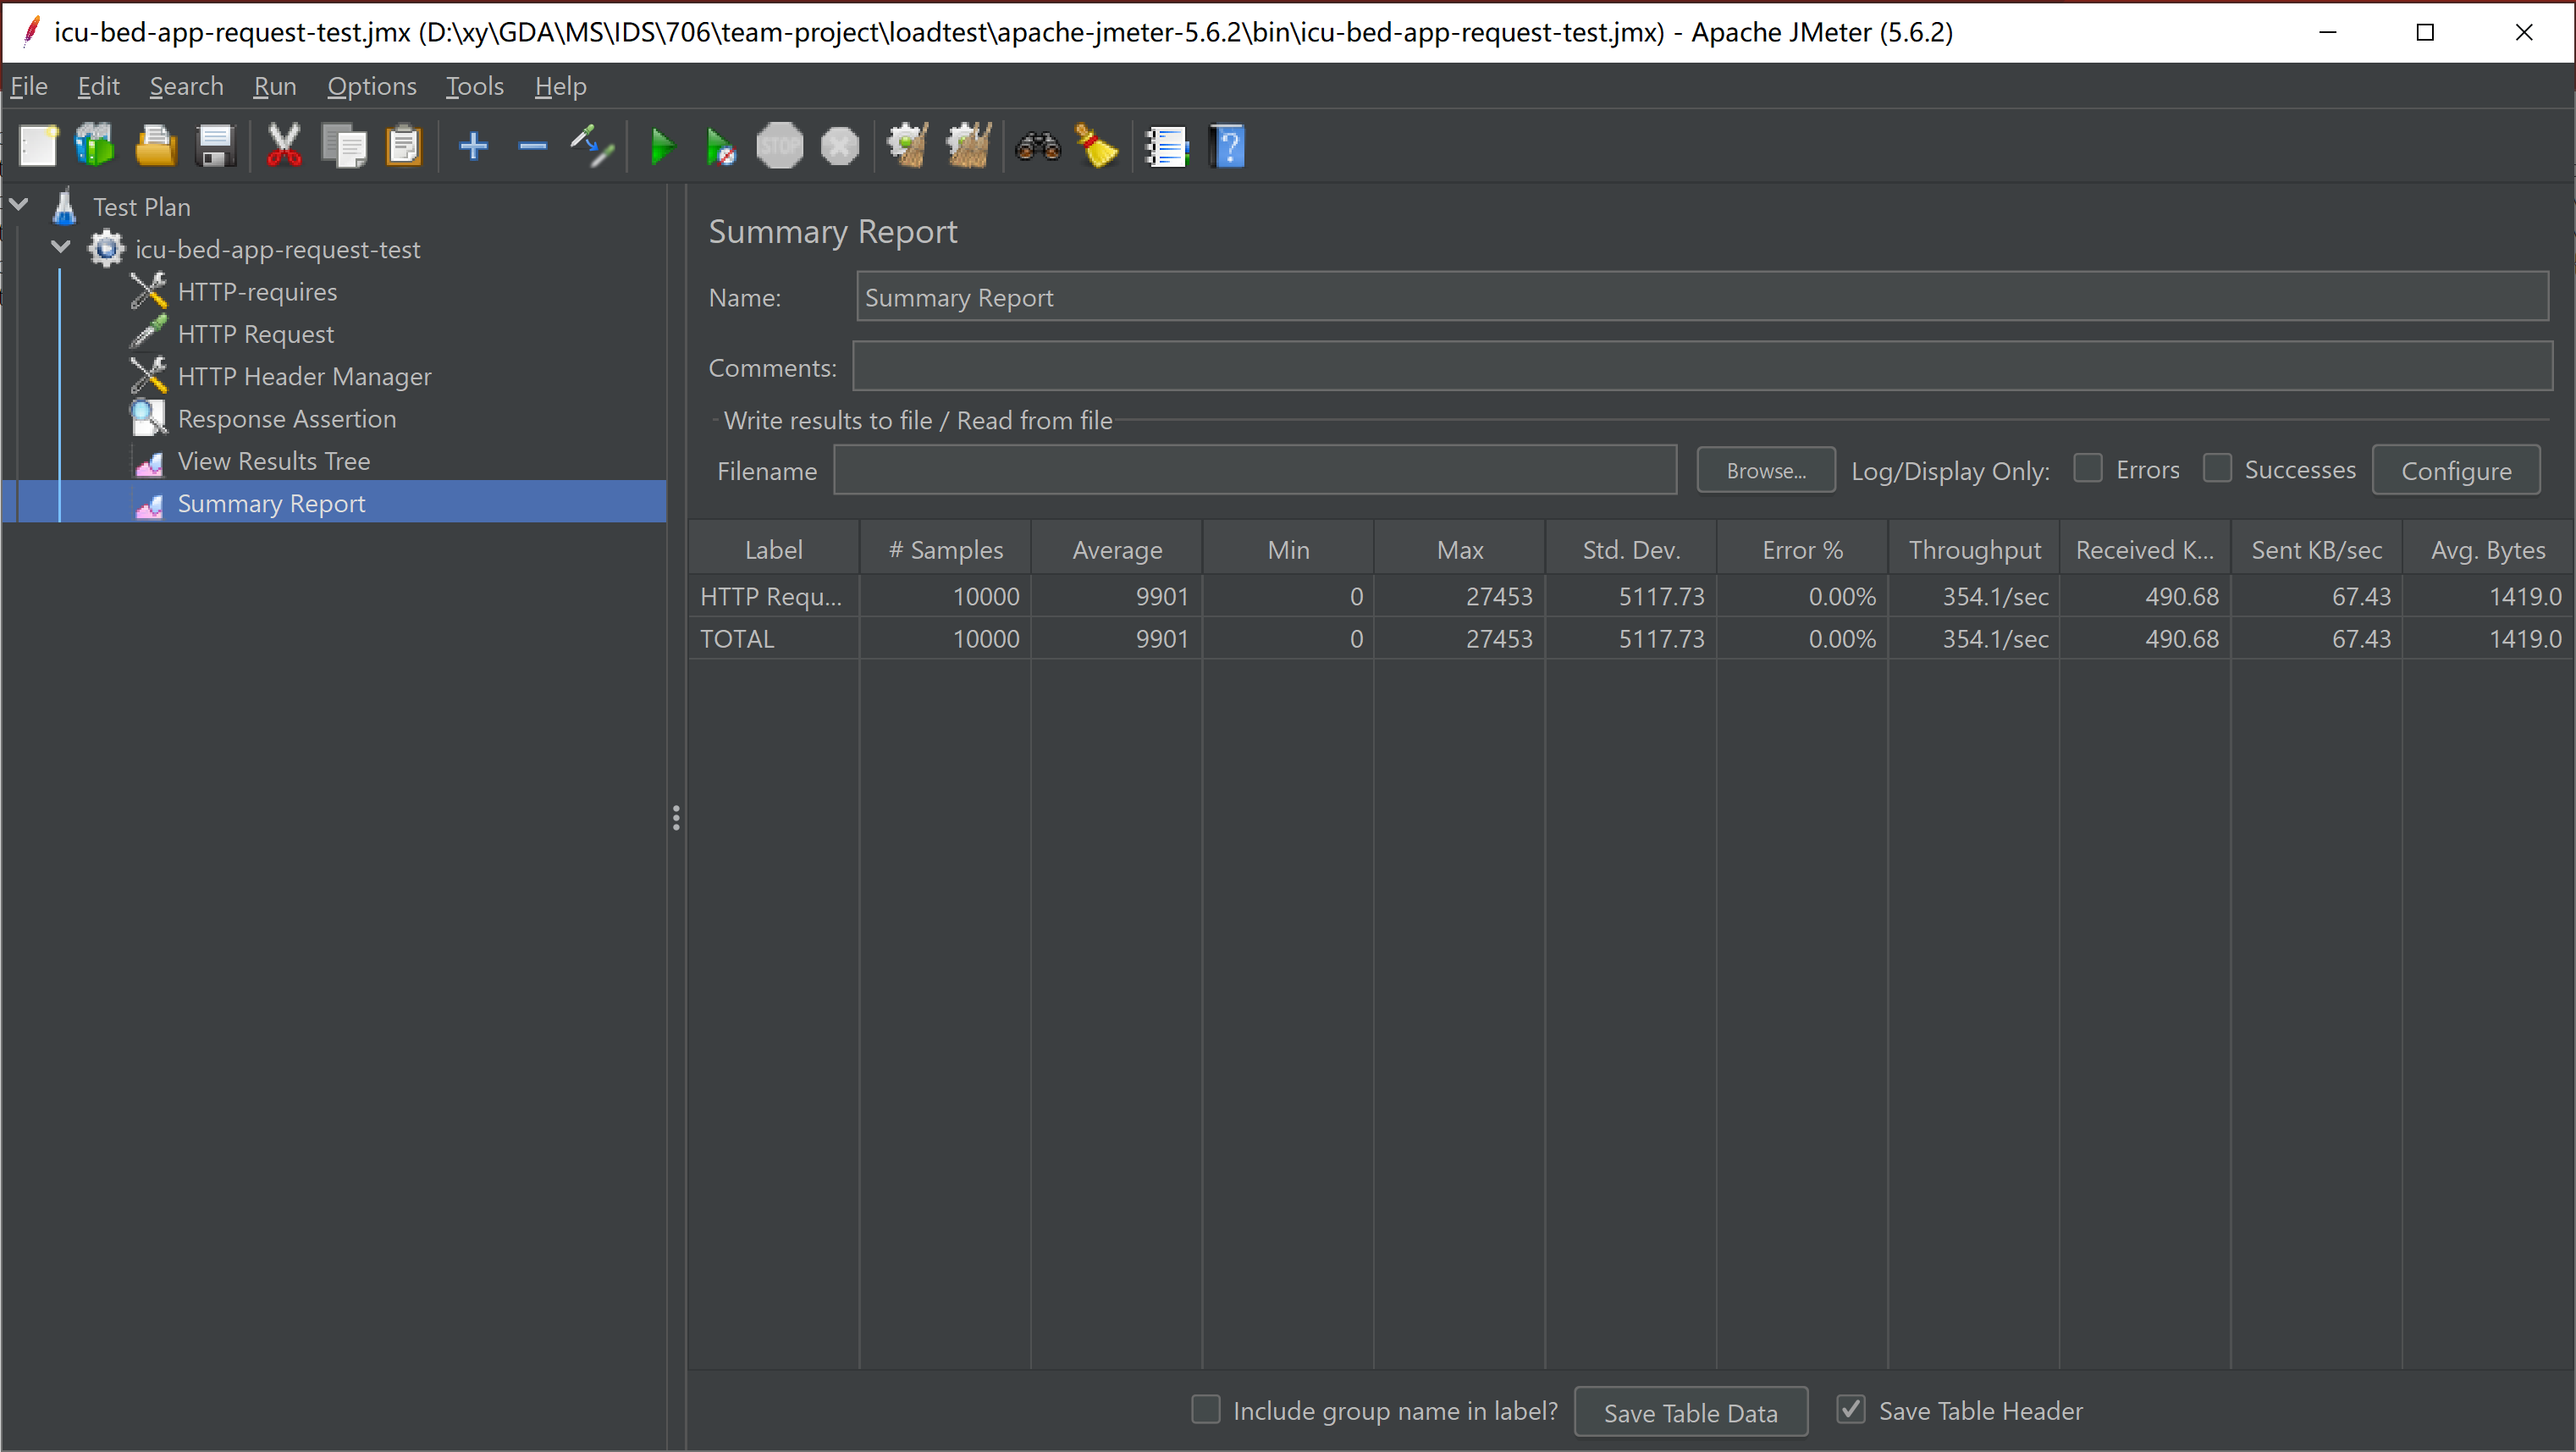 icu-bed-app-request-test.jmx (D:\xy\GDA\MS\IDS\706\team-project\loadtest\apache-jmeter-5.6.2\bin\icu-bed-app-request-test.jmx) - Apache JMeter (5.6.2)
File Edit Search Run Options Tools Help
STOP
?
Test Plan
icu-bed-app-request-test
HTTP-requires
HTTP Request
HTTP Header Manager
Response Assertion
View Results Tree
Summary Report
Summary Report
Name: Summary Report
Comments:
Write results to file / Read from file
Filename Browse... Log/Display Only: Errors Successes Configure
Label # Samples Average Min Max Std. Dev. Error % Throughput Received K... Sent KB/sec Avg. Bytes
HTTP Requ... 10000 9901 0 27453 5117.73 0.00% 354.1/sec 490.68 67.43 1419.0
TOTAL 10000 9901 0 27453 5117.73 0.00% 354.1/sec 490.68 67.43 1419.0
Include group name in label? Save Table Data Save Table Header